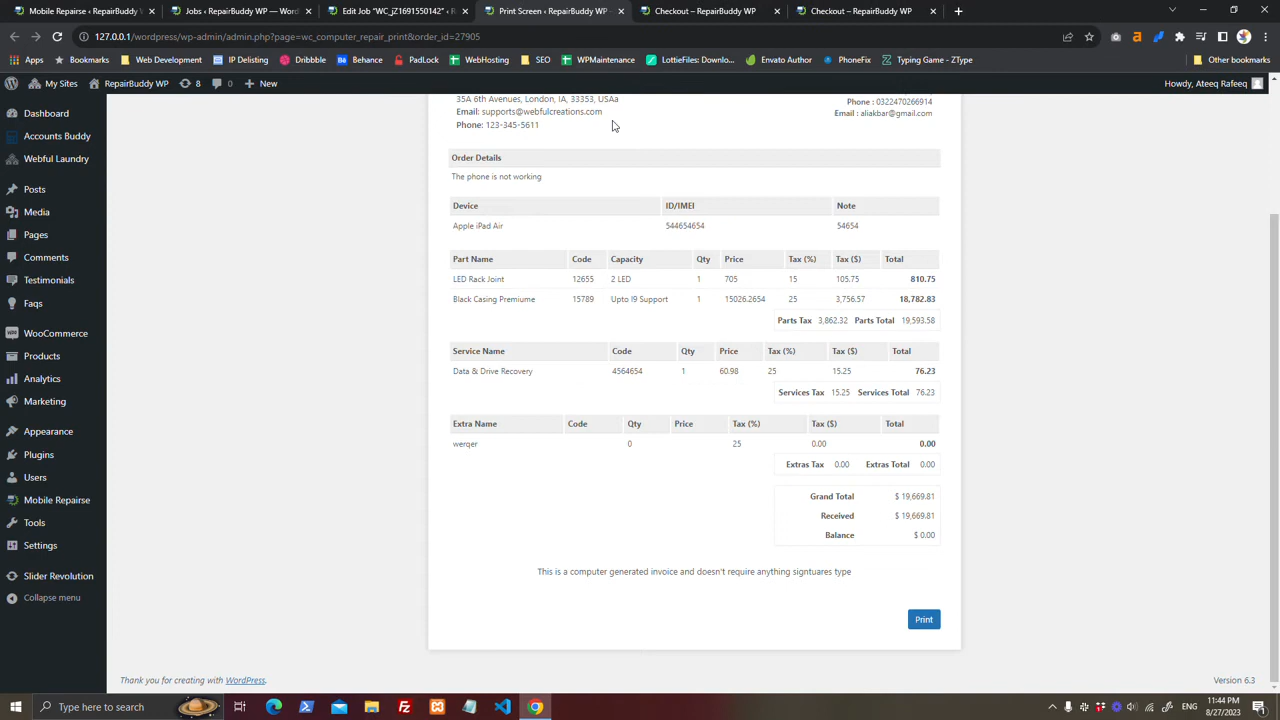 Mobile Repairse ‹ RepairBuddy W
Jobs ‹ RepairBuddy WP — Word
Edit Job "WC_jZ1691550142" ‹ R
Print Screen ‹ RepairBuddy WP
Checkout – RepairBuddy WP
Checkout – RepairBuddy WP
127.0.0.1/wordpress/wp-admin/admin.php?page=wc_computer_repair_print&order_id=27905
Apps Bookmarks Web Development IP Delisting Dribbble Behance PadLock WebHosting SEO WPMaintenance LottieFiles: Downlo... Envato Author PhoneFix Typing Game - ZType Other bookmarks
My Sites RepairBuddy WP 8 0 New Howdy, Ateeq Rafeeq
Dashboard
Accounts Buddy
Webful Laundry
Posts
Media
Pages
Comments
Testimonials
Faqs
WooCommerce
Products
Analytics
Marketing
Appearance
Plugins
Users
Mobile Repairse
Tools
Settings
Slider Revolution
Collapse menu
35A 6th Avenues, London, IA, 33353, USAa
Email: supports@webfulcreations.com
Phone: 123-345-5611
Phone : 0322470266914
Email : aliakbar@gmail.com
Order Details
The phone is not working
Device ID/IMEI Note
Apple iPad Air 544654654 54654
Part Name Code Capacity Qty Price Tax (%) Tax ($) Total
LED Rack Joint 12655 2 LED 1 705 15 105.75 810.75
Black Casing Premiume 15789 Upto I9 Support 1 15026.2654 25 3,756.57 18,782.83
Parts Tax 3,862.32 Parts Total 19,593.58
Service Name Code Qty Price Tax (%) Tax ($) Total
Data & Drive Recovery 4564654 1 60.98 25 15.25 76.23
Services Tax 15.25 Services Total 76.23
Extra Name Code Qty Price Tax (%) Tax ($) Total
werqer 0 25 0.00 0.00
Extras Tax 0.00 Extras Total 0.00
Grand Total $ 19,669.81
Received $ 19,669.81
Balance $ 0.00
This is a computer generated invoice and doesn't require anything signtuares type
Print
Thank you for creating with WordPress.
Version 6.3
Type here to search
ENG
11:44 PM
8/27/2023